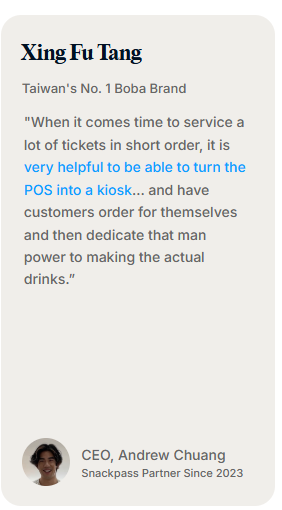 Xing Fu Tang
Taiwan's No. 1 Boba Brand
"When it comes time to service a
lot of tickets in short order, it is
very helpful to be able to turn the
POS into a kiosk... and have
customers order for themselves
and then dedicate that man
power to making the actual
drinks.”
CEO, Andrew Chuang
Snackpass Partner Since 2023